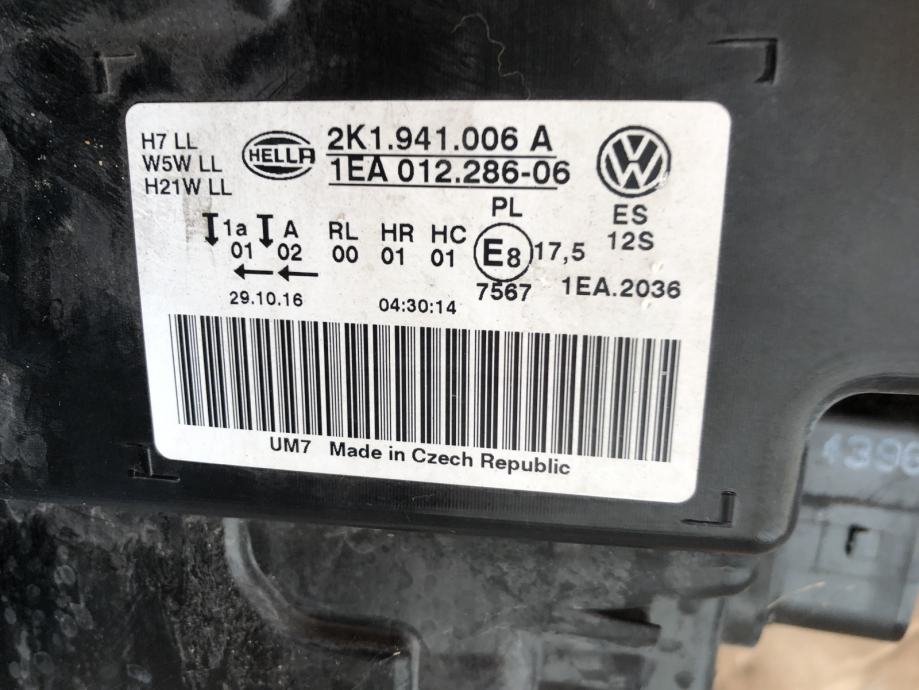 H7 LL
W5W LL
H21W LL
HELLA
2K1.941.006 A
1EA 012.286-06
VW
1a A RL HR HC PL ES
01 02 00 01 01 E8 17,5 12S
7567 1EA.2036
29.10.16 04:30:14
UM7 Made in Czech Republic
4396